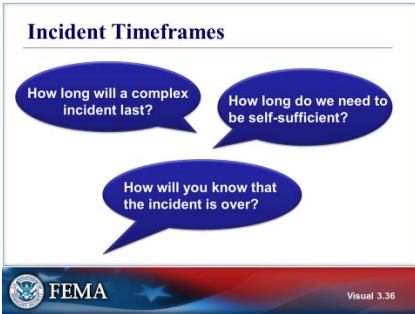 Incident Timeframes
How long will a complex
incident last?
How long do we need to
be self-sufficient?
How will you know that
the incident is over?
FEMA
Visual 3.36